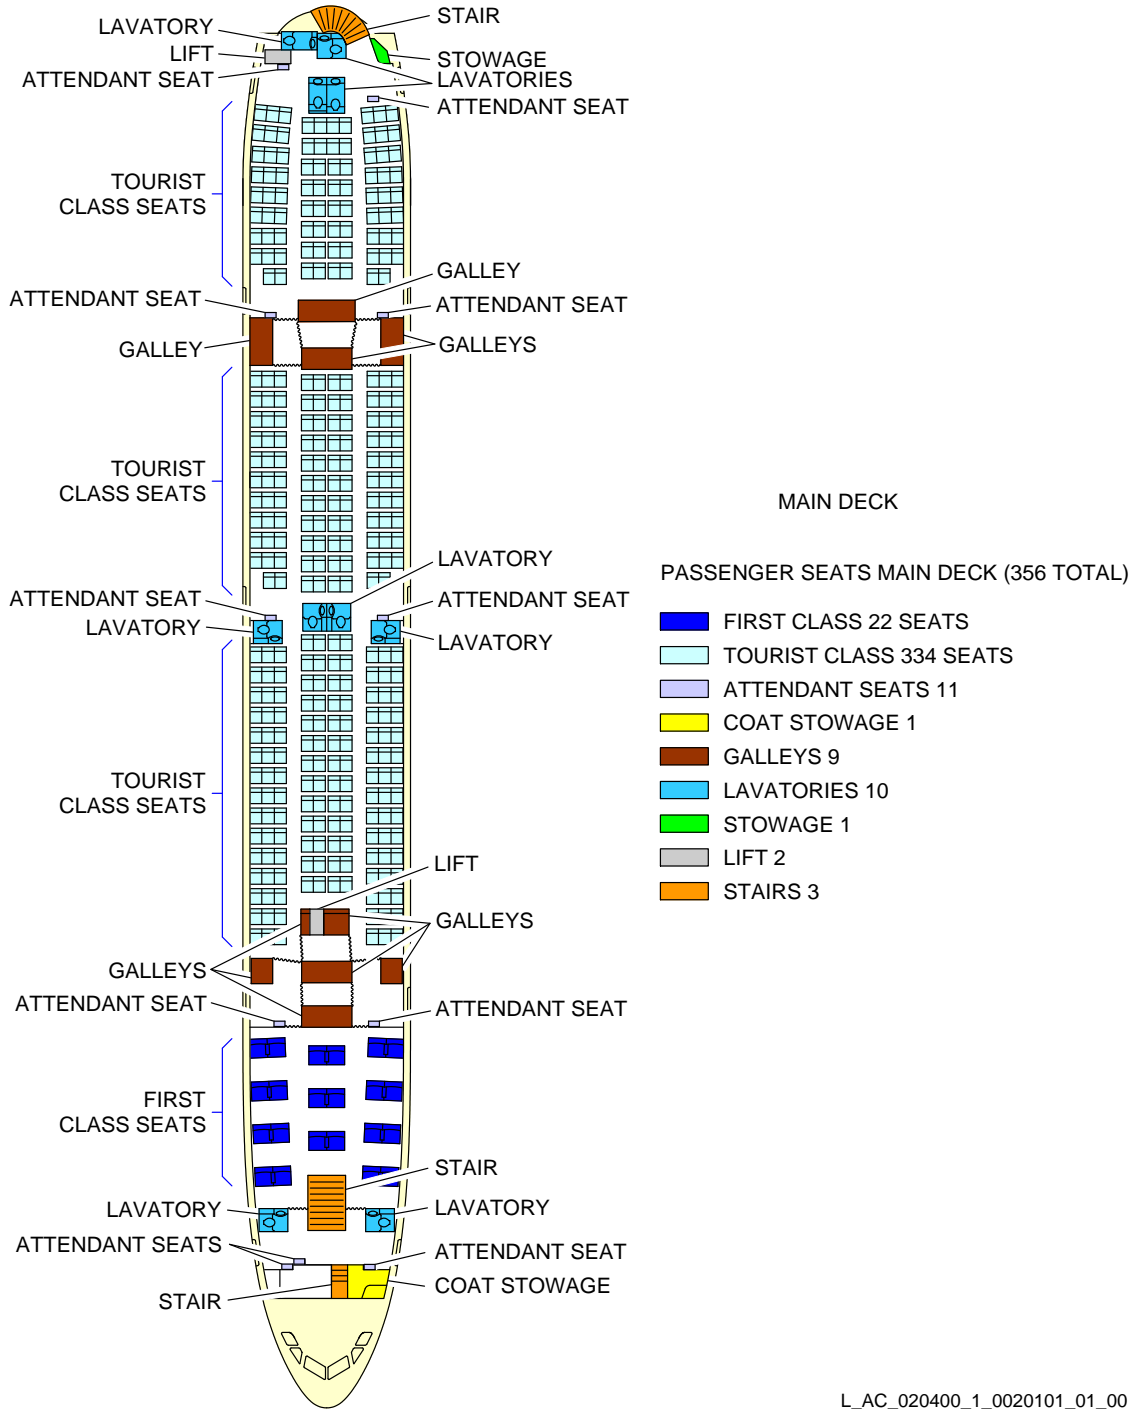 STAIR
LAVATORY
LIFT
STOWAGE
ATTENDANT SEAT
LAVATORIES
ATTENDANT SEAT
TOURIST
CLASS SEATS
GALLEY
ATTENDANT SEAT
ATTENDANT SEAT
GALLEY
GALLEYS
TOURIST
CLASS SEATS
MAIN DECK
LAVATORY
PASSENGER SEATS MAIN DECK (356 TOTAL)
ATTENDANT SEAT
ATTENDANT SEAT
LAVATORY
LAVATORY
FIRST CLASS 22 SEATS
TOURIST CLASS 334 SEATS
ATTENDANT SEATS 11
COAT STOWAGE 1
GALLEYS 9
LAVATORIES 10
STOWAGE 1
LIFT 2
STAIRS 3
TOURIST
CLASS SEATS
LIFT
GALLEYS
GALLEYS
ATTENDANT SEAT
ATTENDANT SEAT
FIRST
CLASS SEATS
STAIR
LAVATORY
LAVATORY
ATTENDANT SEATS
ATTENDANT SEAT
COAT STOWAGE
STAIR
L_AC_020400_1_0020101_01_00